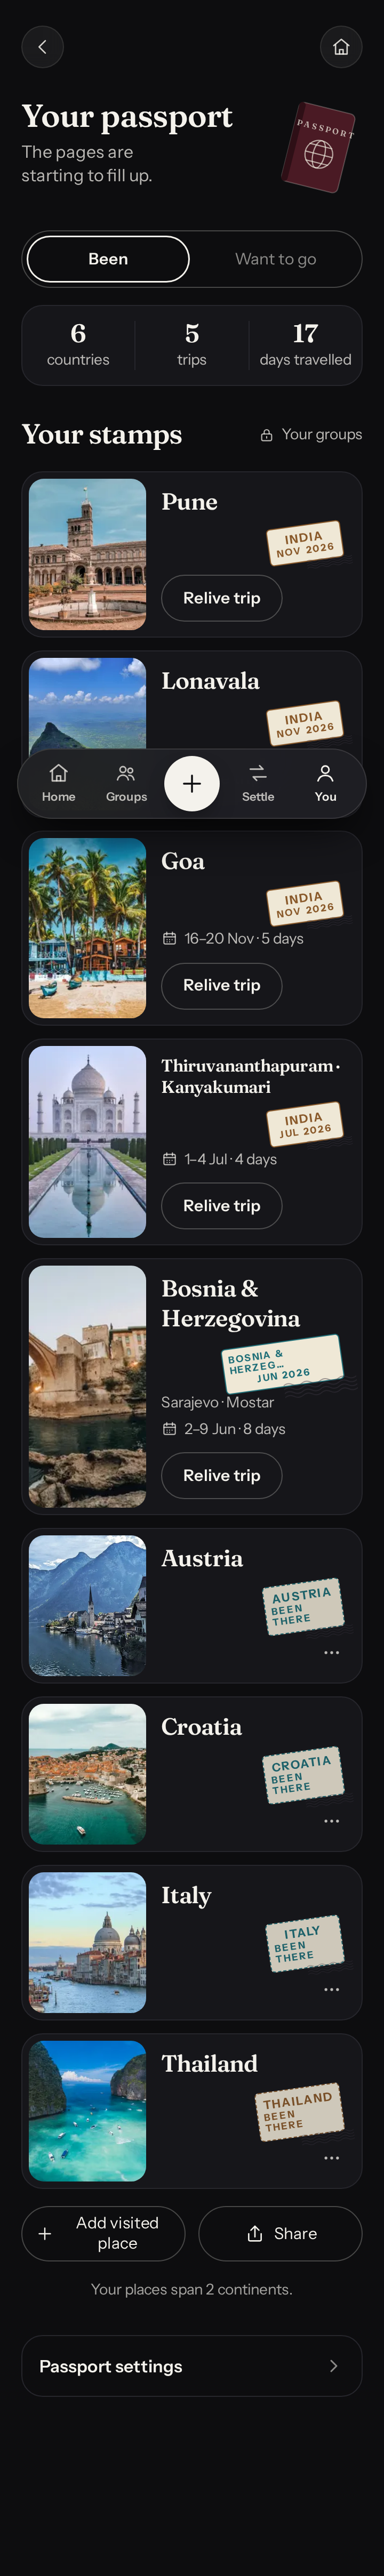 Your passport
The pages are
starting to fill up.
PASSPORT
Been
Want to go
6
countries
5
trips
17
days travelled
Your stamps
Your groups
Pune
INDIA
NOV 2026
Relive trip
Lonavala
INDIA
NOV 2026
Home
Groups
Settle
You
Goa
INDIA
NOV 2026
16–20 Nov · 5 days
Relive trip
Thiruvananthapuram ·
Kanyakumari
INDIA
JUL 2026
1–4 Jul · 4 days
Relive trip
Bosnia &
Herzegovina
BOSNIA &
HERZEG...
JUN 2026
Sarajevo · Mostar
2–9 Jun · 8 days
Relive trip
Austria
AUSTRIA
BEEN
THERE
Croatia
CROATIA
BEEN
THERE
Italy
ITALY
BEEN
THERE
Thailand
THAILAND
BEEN
THERE
Add visited
place
Share
Your places span 2 continents.
Passport settings